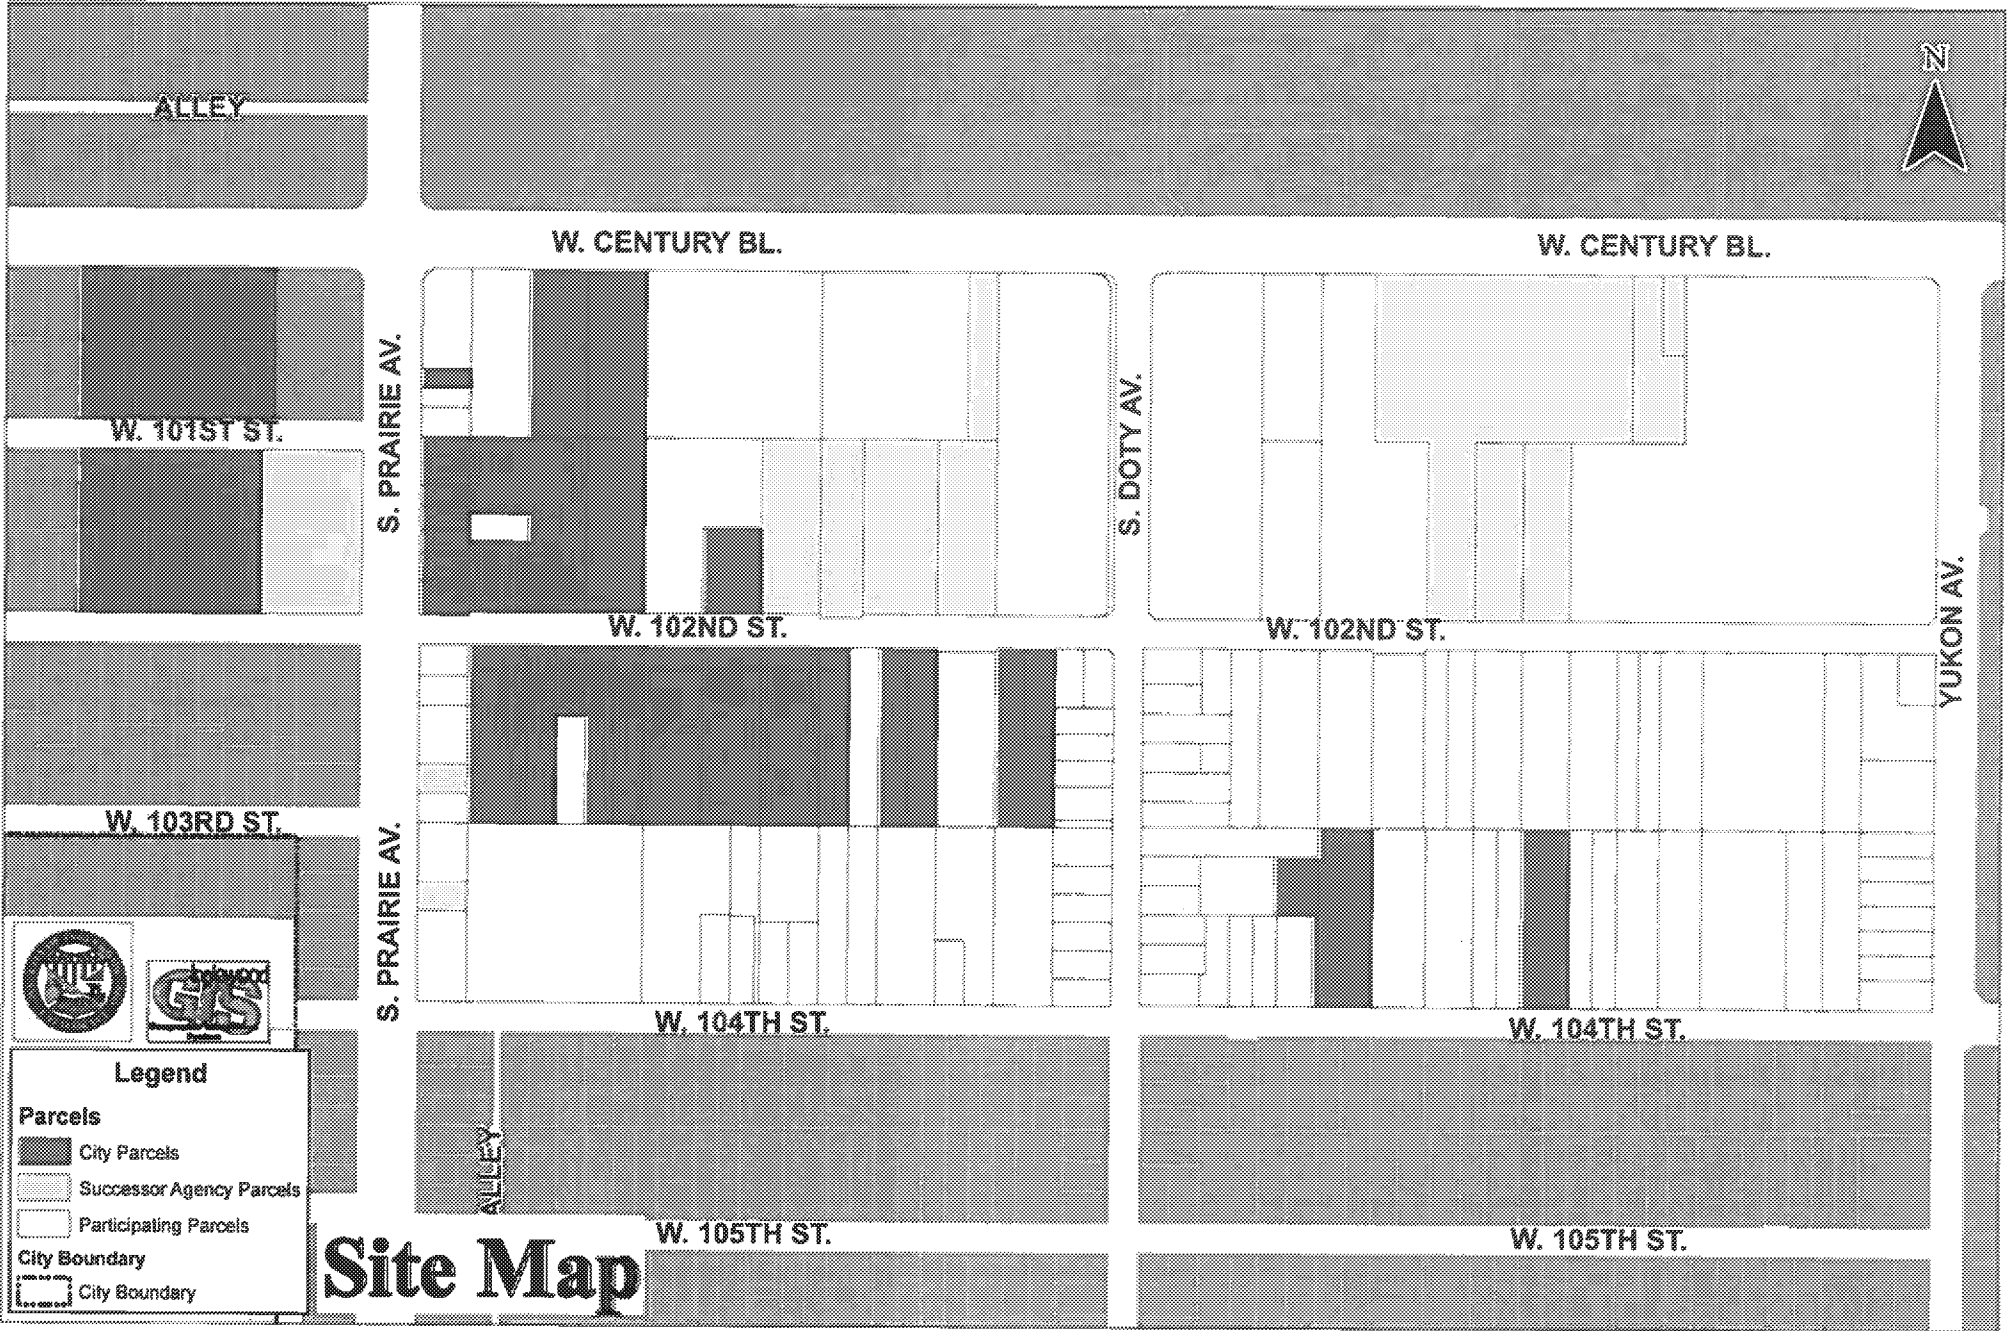 ALLEY
N
W. CENTURY BL.
W. CENTURY BL.
S. PRAIRIE AV.
S. DOTY AV.
W. 101ST ST.
YUKON AV.
W. 102ND ST.
W. 102ND ST.
W. 103RD ST.
S. PRAIRIE AV.
Inglewood
GIS
W. 104TH ST.
W. 104TH ST.
Legend
Parcels
City Parcels
Successor Agency Parcels
Participating Parcels
City Boundary
City Boundary
ALLEY
Site Map
W. 105TH ST.
W. 105TH ST.